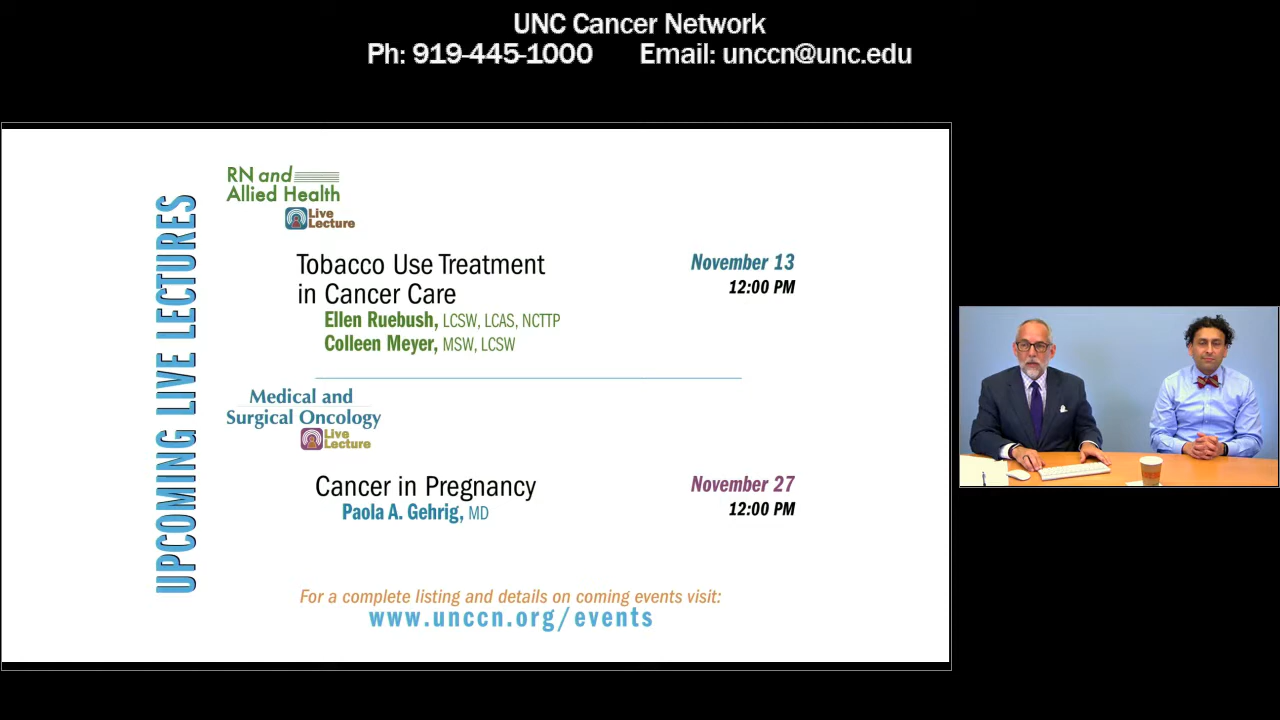 UNC Cancer Network
Ph: 919-445-1000 Email: unccn@unc.edu
UPCOMING LIVE LECTURES
RN and
Allied Health
Live
Lecture
Tobacco Use Treatment
in Cancer Care
November 13
12:00 PM
Ellen Ruebush, LCSW, LCAS, NCTTP
Colleen Meyer, MSW, LCSW
Medical and
Surgical Oncology
Live
Lecture
Cancer in Pregnancy
November 27
12:00 PM
Paola A. Gehrig, MD
For a complete listing and details on coming events visit:
www.unccn.org/events